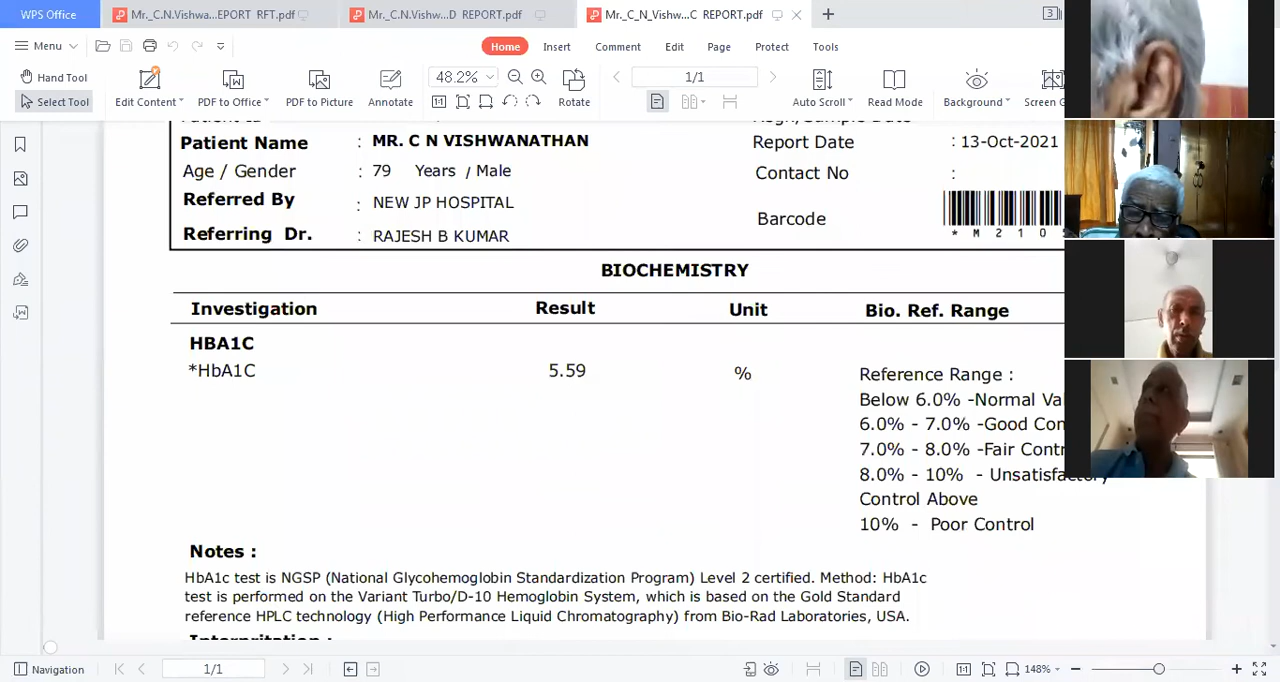 WPS Office
Mr._C.N.Vishwa...EPORT RFT.pdf
Mr._C.N.Vishw...D REPORT.pdf
Mr._C_N_Vishw...C REPORT.pdf
3
Menu
Home
Insert
Comment
Edit
Page
Protect
Tools
Hand Tool
Select Tool
Edit Content
PDF to Office
PDF to Picture
Annotate
48.2%
Rotate
1/1
Auto Scroll
Read Mode
Background
Screen G
Patient Name : MR. C N VISHWANATHAN
Report Date : 13-Oct-2021
Age / Gender : 79 Years / Male
Contact No :
Referred By : NEW JP HOSPITAL
Barcode
* M 2 1 0 5
Referring Dr. : RAJESH B KUMAR
BIOCHEMISTRY
Investigation Result Unit Bio. Ref. Range
HBA1C
*HbA1C 5.59 %
Reference Range :
Below 6.0% -Normal Va
6.0% - 7.0% -Good Con
7.0% - 8.0% -Fair Contr
8.0% - 10% - Unsatisfactory
Control Above
10% - Poor Control
Notes :
HbA1c test is NGSP (National Glycohemoglobin Standardization Program) Level 2 certified. Method: HbA1c
test is performed on the Variant Turbo/D-10 Hemoglobin System, which is based on the Gold Standard
reference HPLC technology (High Performance Liquid Chromatography) from Bio-Rad Laboratories, USA.
Navigation
1/1
148%